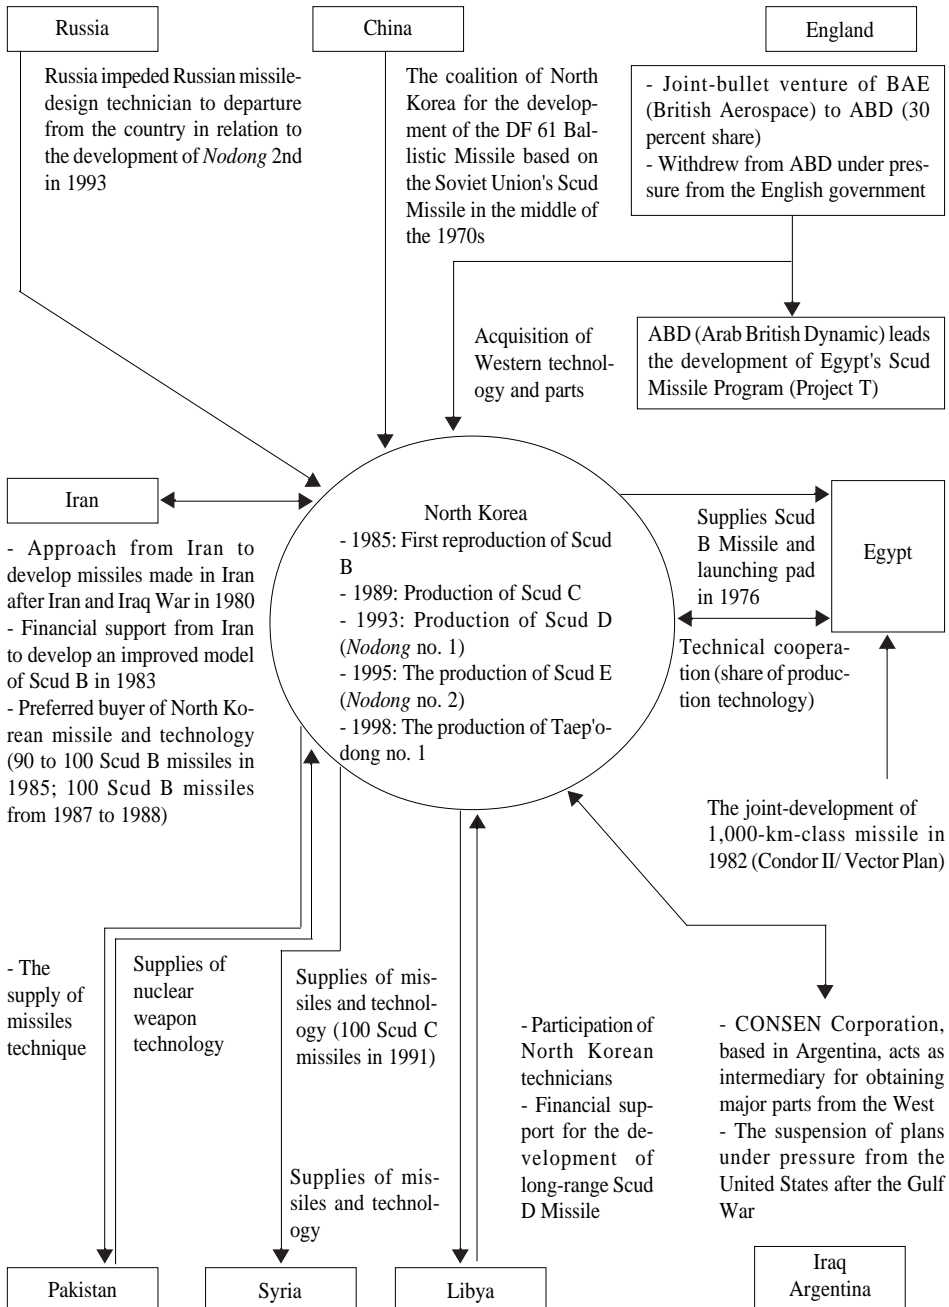 Russia
China
England
Russia impeded Russian missile-
design technician to departure
from the country in relation to
the development of Nodong 2nd
in 1993
The coalition of North
Korea for the develop-
ment of the DF 61 Bal-
listic Missile based on
the Soviet Union's Scud
Missile in the middle of
the 1970s
- Joint-bullet venture of BAE
(British Aerospace) to ABD (30
percent share)
- Withdrew from ABD under pres-
sure from the English government
Acquisition of
Western technol-
ogy and parts
ABD (Arab British Dynamic) leads
the development of Egypt's Scud
Missile Program (Project T)
Iran
- Approach from Iran to
develop missiles made in Iran
after Iran and Iraq War in 1980
- Financial support from Iran
to develop an improved model
of Scud B in 1983
- Preferred buyer of North Ko-
rean missile and technology
(90 to 100 Scud B missiles in
1985; 100 Scud B missiles
from 1987 to 1988)
North Korea
- 1985: First reproduction of Scud
B
- 1989: Production of Scud C
- 1993: Production of Scud D
(Nodong no. 1)
- 1995: The production of Scud E
(Nodong no. 2)
- 1998: The production of Taep'o-
dong no. 1
Supplies Scud
B Missile and
launching pad
in 1976
Egypt
Technical coopera-
tion (share of produc-
tion technology)
The joint-development of
1,000-km-class missile in
1982 (Condor II/ Vector Plan)
- The
supply of
missiles
technique
Supplies of
nuclear
weapon
technology
Supplies of mis-
siles and technol-
ogy (100 Scud C
missiles in 1991)
Supplies of mis-
siles and technol-
ogy
- Participation of
North Korean
technicians
- Financial sup-
port for the de-
velopment of
long-range Scud
D Missile
- CONSEN Corporation,
based in Argentina, acts as
intermediary for obtaining
major parts from the West
- The suspension of plans
under pressure from the
United States after the Gulf
War
Pakistan
Syria
Libya
Iraq
Argentina